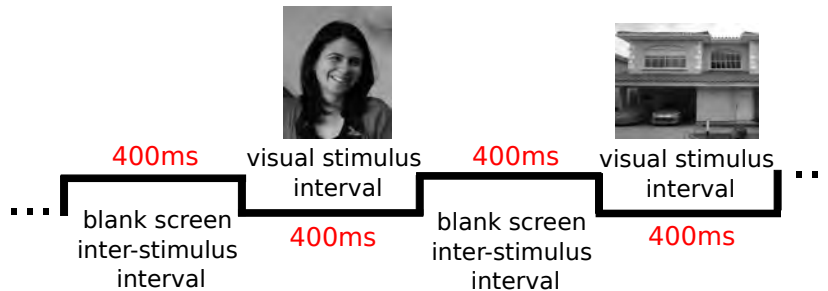 400ms
visual stimulus
interval
400ms
visual stimulus
interval
blank screen
inter-stimulus
interval
400ms
blank screen
inter-stimulus
interval
400ms